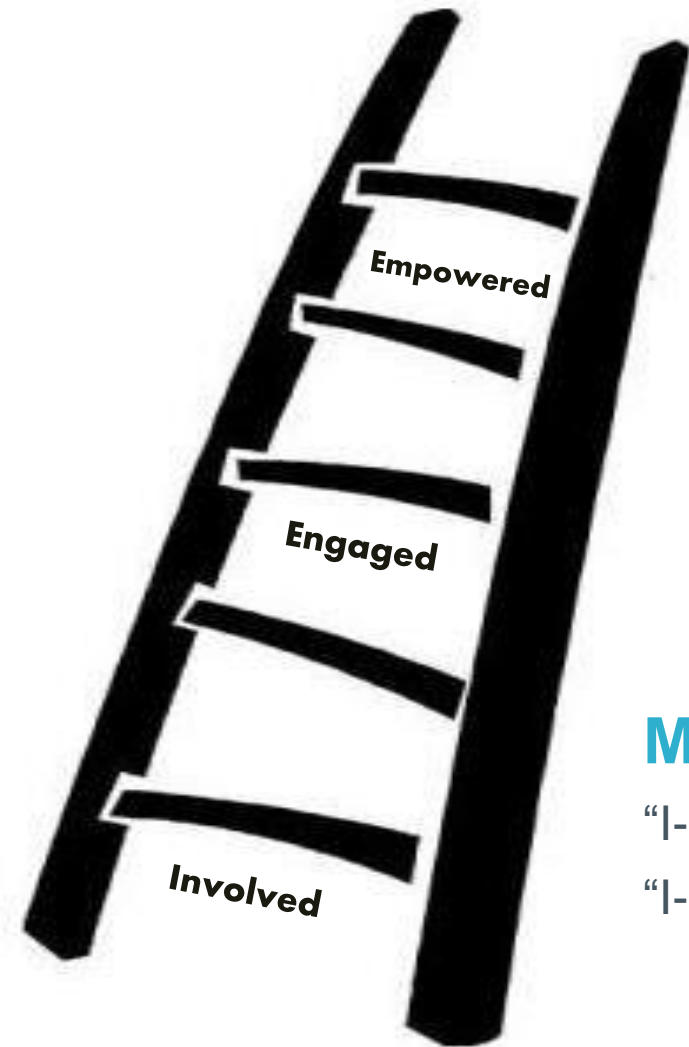 Empowered
Engaged
Involved
M
“I-
“I-